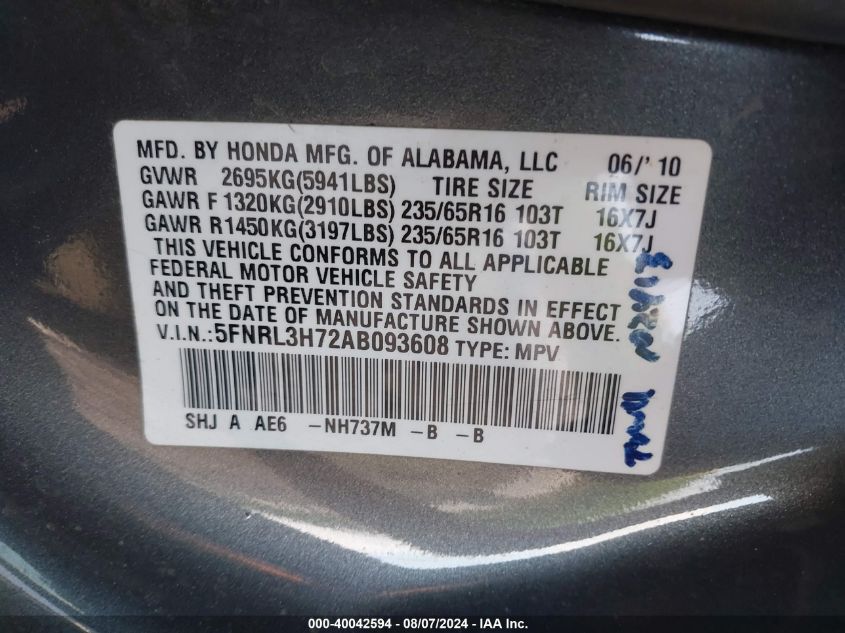 MFD. BY HONDA MFG. OF ALABAMA, LLC 06/'10
GVWR 2695KG(5941LBS) TIRE SIZE RIM SIZE
GAWR F 1320KG(2910LBS) 235/65R16 103T 16X7J
GAWR R1450KG(3197LBS) 235/65R16 103T 16X7J
THIS VEHICLE CONFORMS TO ALL APPLICABLE
FEDERAL MOTOR VEHICLE SAFETY
AND THEFT PREVENTION STANDARDS IN EFFECT
ON THE DATE OF MANUFACTURE SHOWN ABOVE.
V.I.N.:5FNRL3H72AB093608 TYPE: MPV
SHJ A AE6 -NH737M -B -B
000-40042594 - 08/07/2024 - IAA Inc.